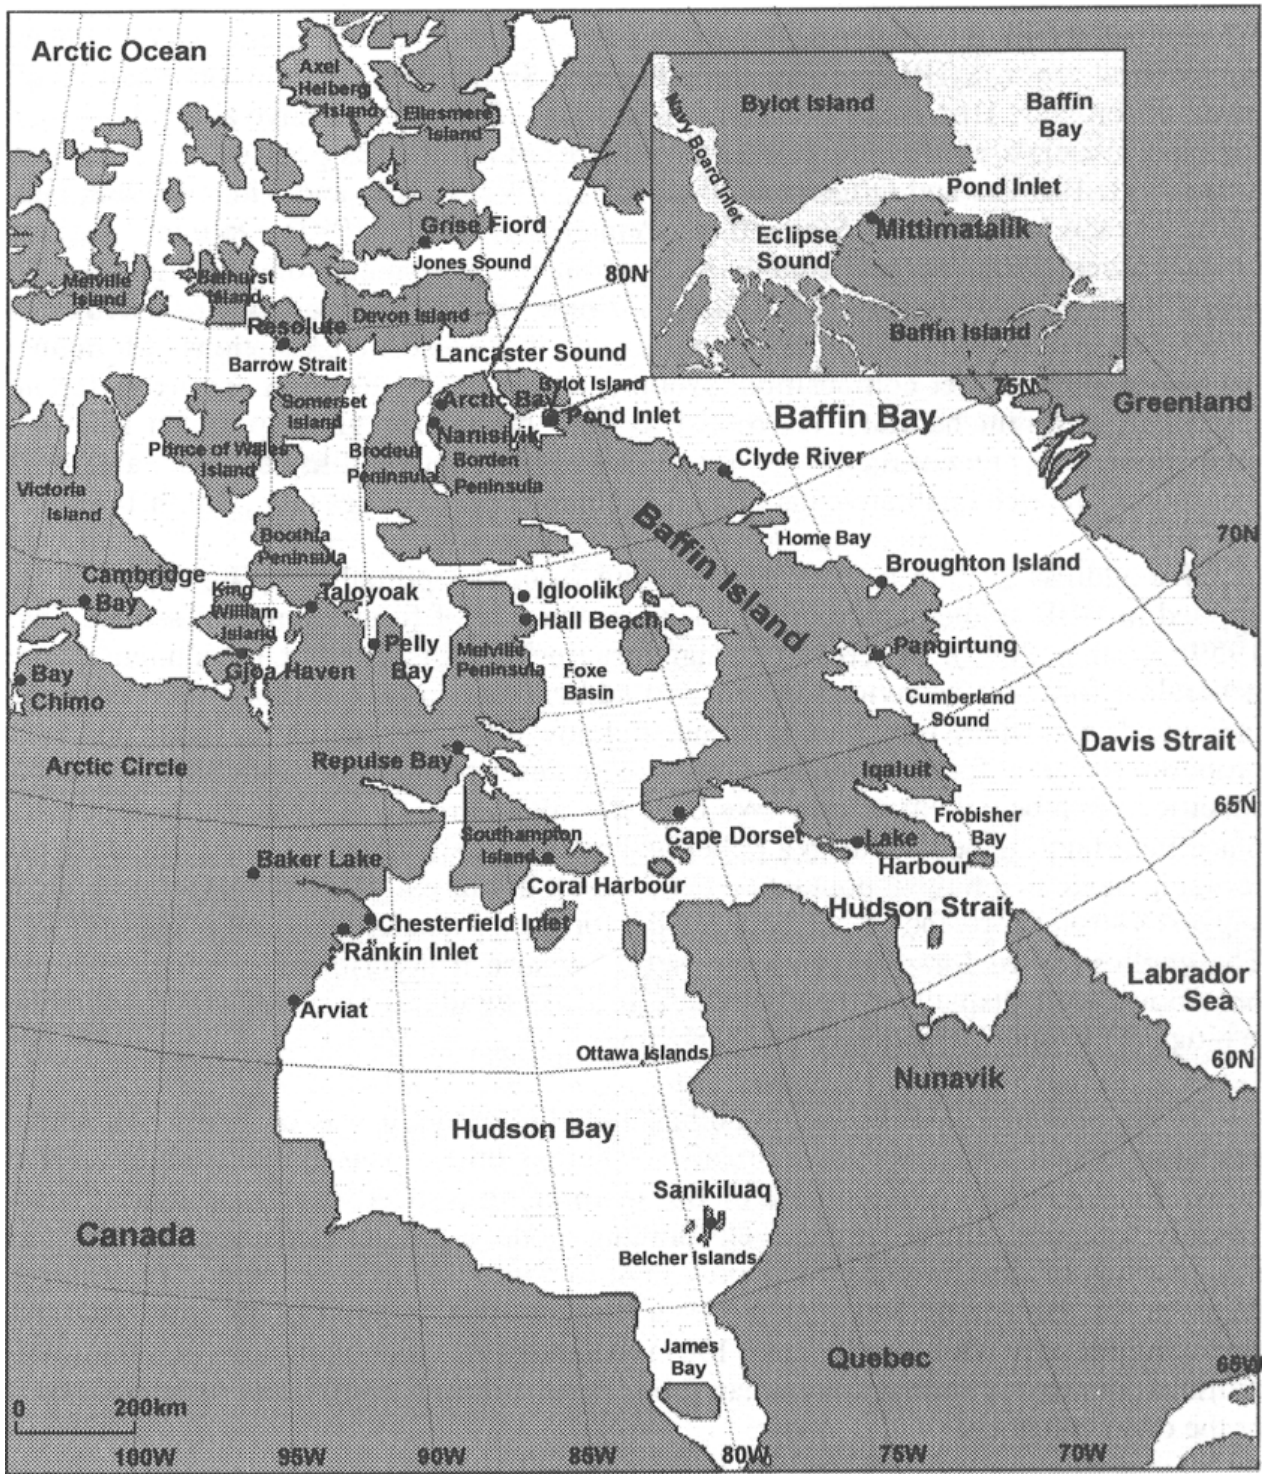 Arctic Ocean
Axel
Heiberg
Island
Ellesmere
Island
Bylot Island
Baffin
Bay
Navy Board Inlet
Pond Inlet
Mittimatalik
Eclipse
Sound
Baffin Island
Grise Fiord
Jones Sound
80N
Melville
Island
Bathurst
Island
Devon Island
Resolute
Barrow Strait
Lancaster Sound
Bylot Island
75N
Greenland
Arctic Bay
Pond Inlet
Baffin Bay
Somerset
Island
Nanisivik
Prince of Wales
Island
Brodeur
Peninsula
Borden
Peninsula
Clyde River
Victoria
Island
Baffin Island
Home Bay
70N
Boothia
Peninsula
Broughton Island
Cambridge
Bay
King
William
Island
Taloyoak
Igloolik
Hall Beach
Pelly
Bay
Melville
Peninsula
Foxe
Basin
Pangirtung
Gjoa Haven
Bay
Chimo
Cumberland
Sound
Davis Strait
Arctic Circle
Repulse Bay
Iqaluit
65N
Frobisher
Bay
Southampton
Island
Cape Dorset
Lake
Harbour
Baker Lake
Coral Harbour
Hudson Strait
Chesterfield Inlet
Rankin Inlet
Labrador
Sea
Arviat
Ottawa Islands
60N
Nunavik
Hudson Bay
Sanikiluaq
Canada
Belcher Islands
James
Bay
Quebec
65W
0 200km
100W 95W 90W 85W 80W 75W 70W